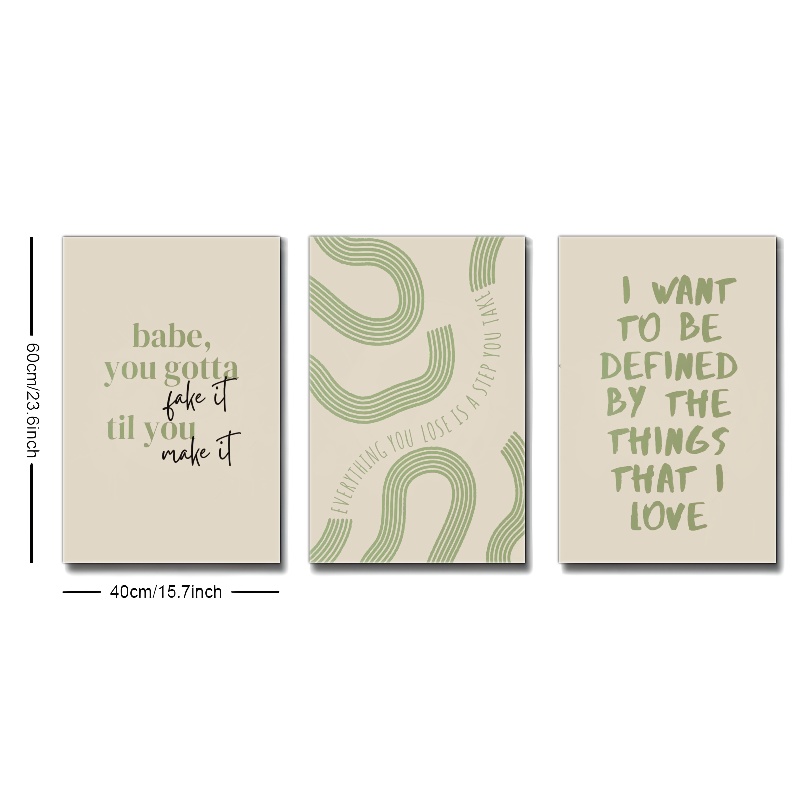 60cm/23.6inch
babe,
you gotta
fake it
til you
make it
40cm/15.7inch
EVERYTHING YOU LOSE IS A STEP YOU TAKE
I WANT
TO BE
DEFINED
BY THE
THINGS
THAT I
LOVE